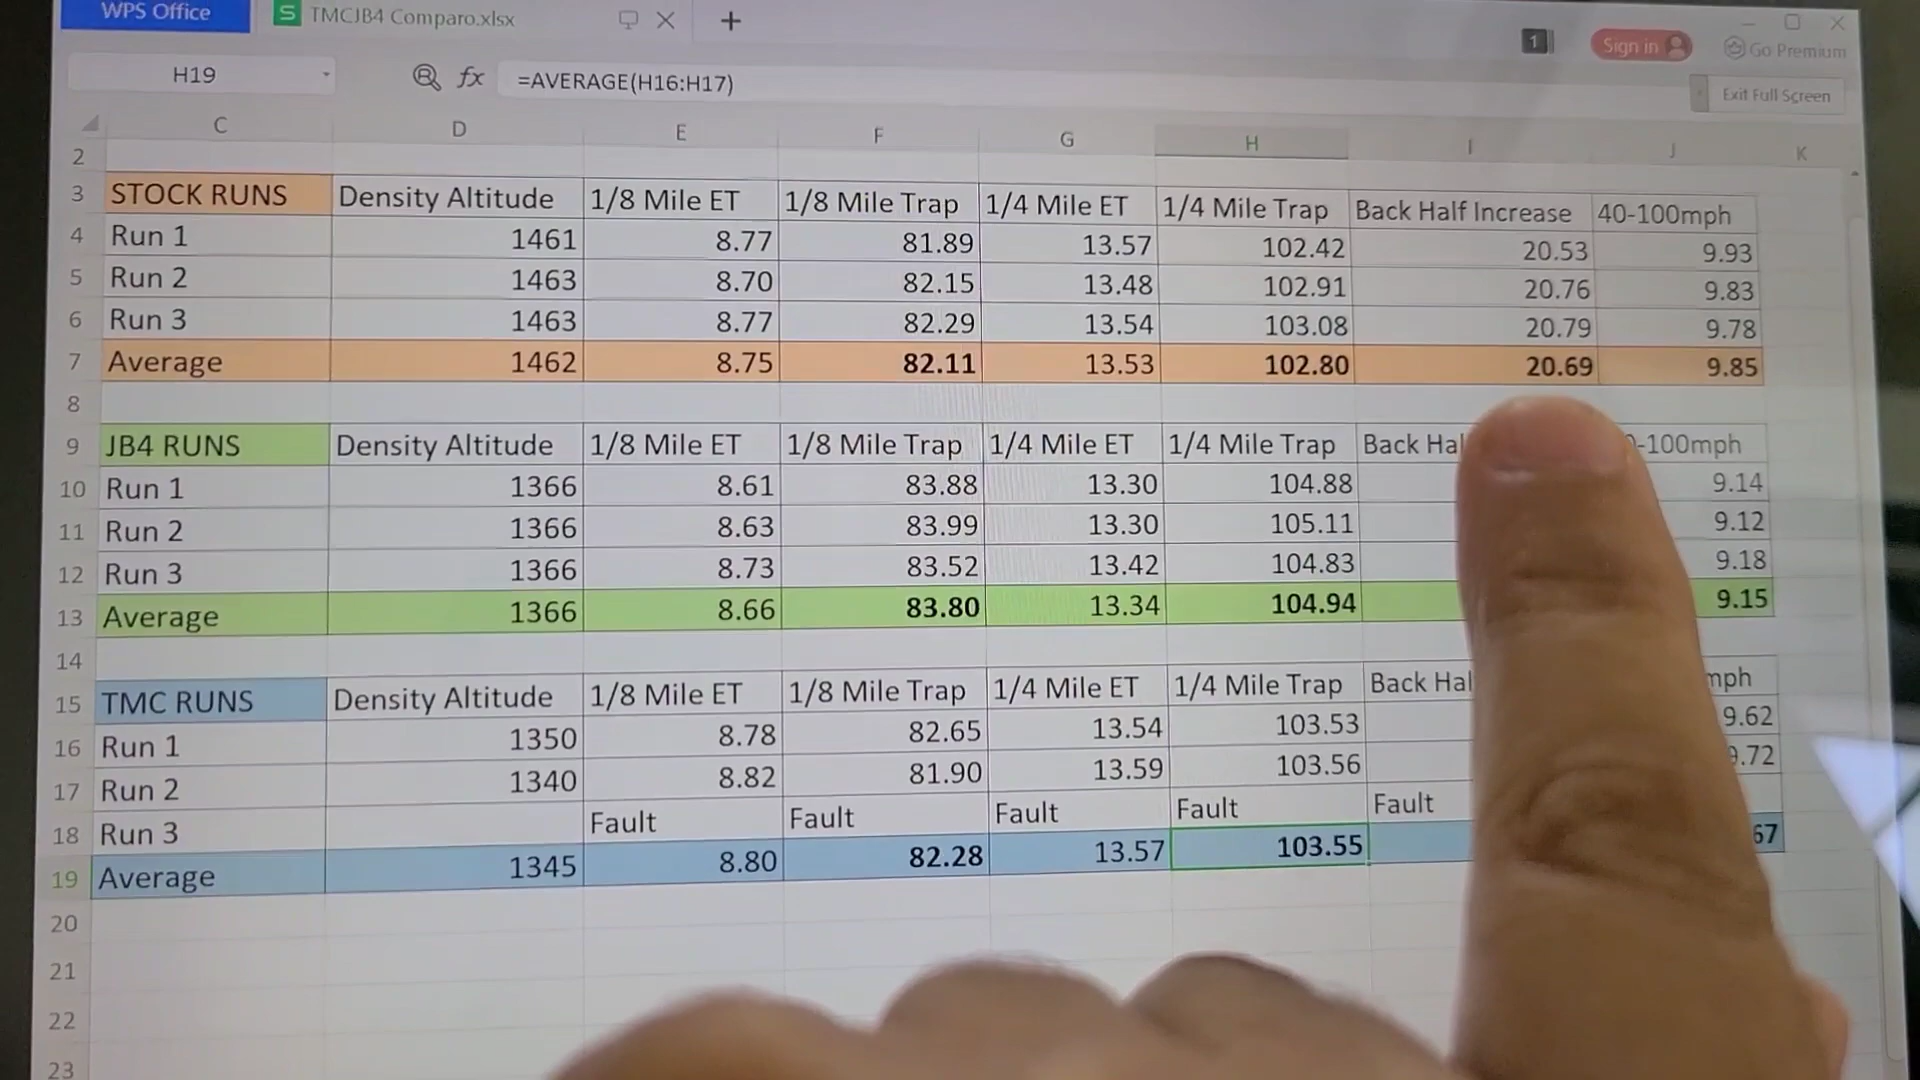 WPS Office S TMCJB4 Comparo.xlsx +
1 Sign in Go Premium
H19 fx =AVERAGE(H16:H17) Exit Full Screen
C D E F G H I J K
2
3 STOCK RUNS Density Altitude 1/8 Mile ET 1/8 Mile Trap 1/4 Mile ET 1/4 Mile Trap Back Half Increase 40-100mph
4 Run 1 1461 8.77 81.89 13.57 102.42 20.53 9.93
5 Run 2 1463 8.70 82.15 13.48 102.91 20.76 9.83
6 Run 3 1463 8.77 82.29 13.54 103.08 20.79 9.78
7 Average 1462 8.75 82.11 13.53 102.80 20.69 9.85
8
9 JB4 RUNS Density Altitude 1/8 Mile ET 1/8 Mile Trap 1/4 Mile ET 1/4 Mile Trap Back Ha -100mph
10 Run 1 1366 8.61 83.88 13.30 104.88 9.14
11 Run 2 1366 8.63 83.99 13.30 105.11 9.12
12 Run 3 1366 8.73 83.52 13.42 104.83 9.18
13 Average 1366 8.66 83.80 13.34 104.94 9.15
14
15 TMC RUNS Density Altitude 1/8 Mile ET 1/8 Mile Trap 1/4 Mile ET 1/4 Mile Trap Back Hal mph
16 Run 1 1350 8.78 82.65 13.54 103.53 9.62
17 Run 2 1340 8.82 81.90 13.59 103.56 9.72
18 Run 3 Fault Fault Fault Fault Fault
19 Average 1345 8.80 82.28 13.57 103.55 67
20
21
22
23